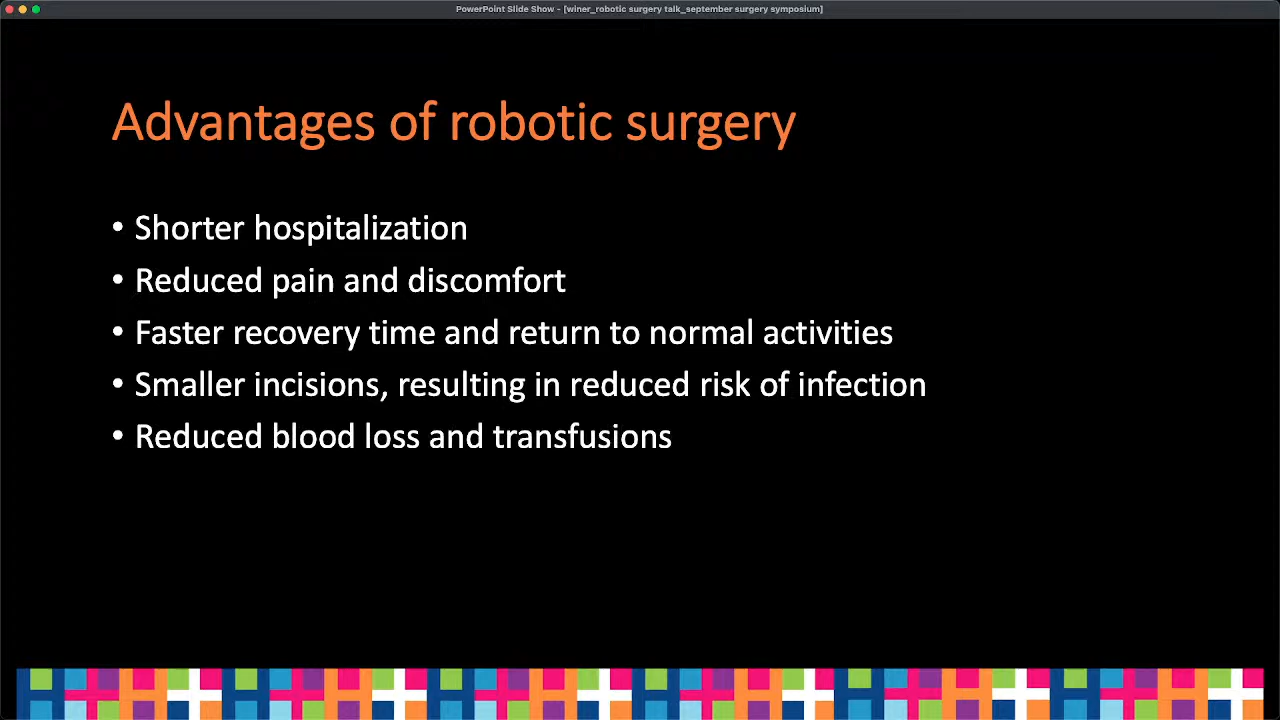 PowerPoint Slide Show - [winer_robotic surgery talk_september surgery symposium]
Advantages of robotic surgery
• Shorter hospitalization
• Reduced pain and discomfort
• Faster recovery time and return to normal activities
• Smaller incisions, resulting in reduced risk of infection
• Reduced blood loss and transfusions